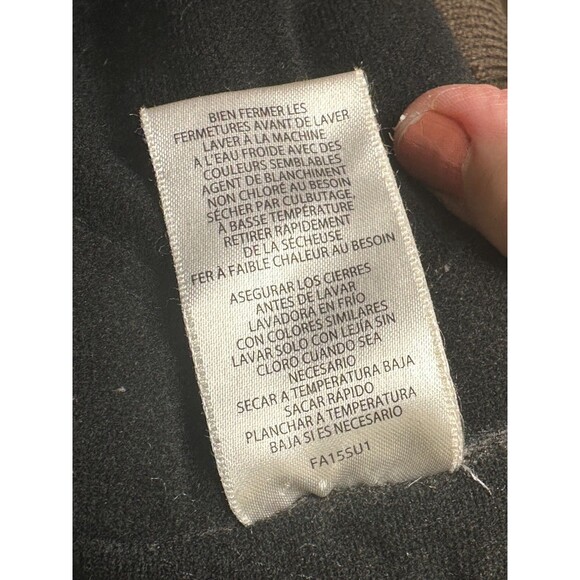 BIEN FERMER LES
FERMETURES AVANT DE LAVER
LAVER À LA MACHINE
A L'EAU FROIDE AVEC DES
COULEURS SEMBLABLES
AGENT DE BLANCHIMENT
NON CHLORÉ AU BESOIN
SÉCHER PAR CULBUTAGE,
À BASSE TEMPÉRATURE
RETIRER RAPIDEMENT
DE LA SÉCHEUSE
FER À FAIBLE CHALEUR AU BESOIN
ASEGURAR LOS CIERRES
ANTES DE LAVAR
LAVADORA EN FRÍO
CON COLORES SIMILARES
LAVAR SOLO CON LEJÍA SIN
CLORO CUANDO SEA
NECESARIO
SECAR A TEMPERATURA BAJA
SACAR RÁPIDO
PLANCHAR A TEMPERATURA
BAJA SI ES NECESARIO
FA15SU1